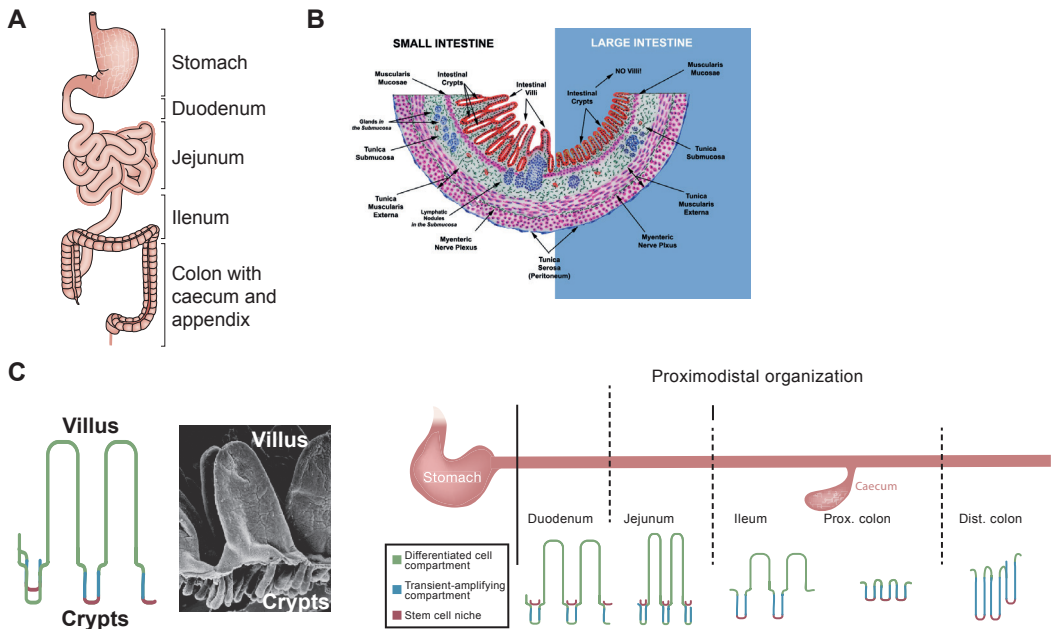 A
Stomach
Duodenum
Jejunum
Ilenum
Colon with
caecum and
appendix
B
SMALL INTESTINE
LARGE INTESTINE
Muscularis
Mucosae
Intestinal
Crypts
Intestinal
Villi
Glands in
the Submucosa
Tunica
Submucosa
Tunica
Muscularis
Externa
Lymphatic
Nodules
in the Submucosa
Myenteric
Nerve Plexus
Tunica
Serosa
(Peritoneum)
NO Villi!
Intestinal
Crypts
Muscularis
Mucosae
Tunica
Submucosa
Tunica
Muscularis
Externa
Myenteric
Nerve Plexus
C
Villus
Crypts
Villus
Crypts
Proximodistal organization
Stomach
Caecum
Duodenum
Jejunum
Ileum
Prox. colon
Dist. colon
Differentiated cell
compartment
Transient-amplifying
compartment
Stem cell niche